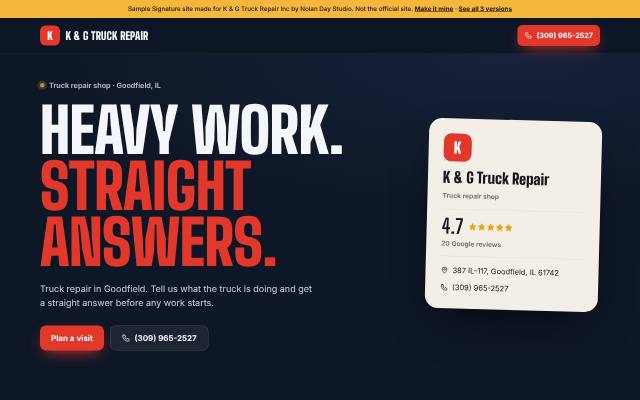 Sample Signature site made for K & G Truck Repair Inc by Nolan Day Studio. Not the official site. Make it mine · See all 3 versions
K K & G TRUCK REPAIR
(309) 965-2527
Truck repair shop · Goodfield, IL
HEAVY WORK.
STRAIGHT
ANSWERS.
Truck repair in Goodfield. Tell us what the truck is doing and get
a straight answer before any work starts.
Plan a visit
(309) 965-2527
K
K & G Truck Repair
Truck repair shop
4.7
20 Google reviews
387 IL-117, Goodfield, IL 61742
(309) 965-2527